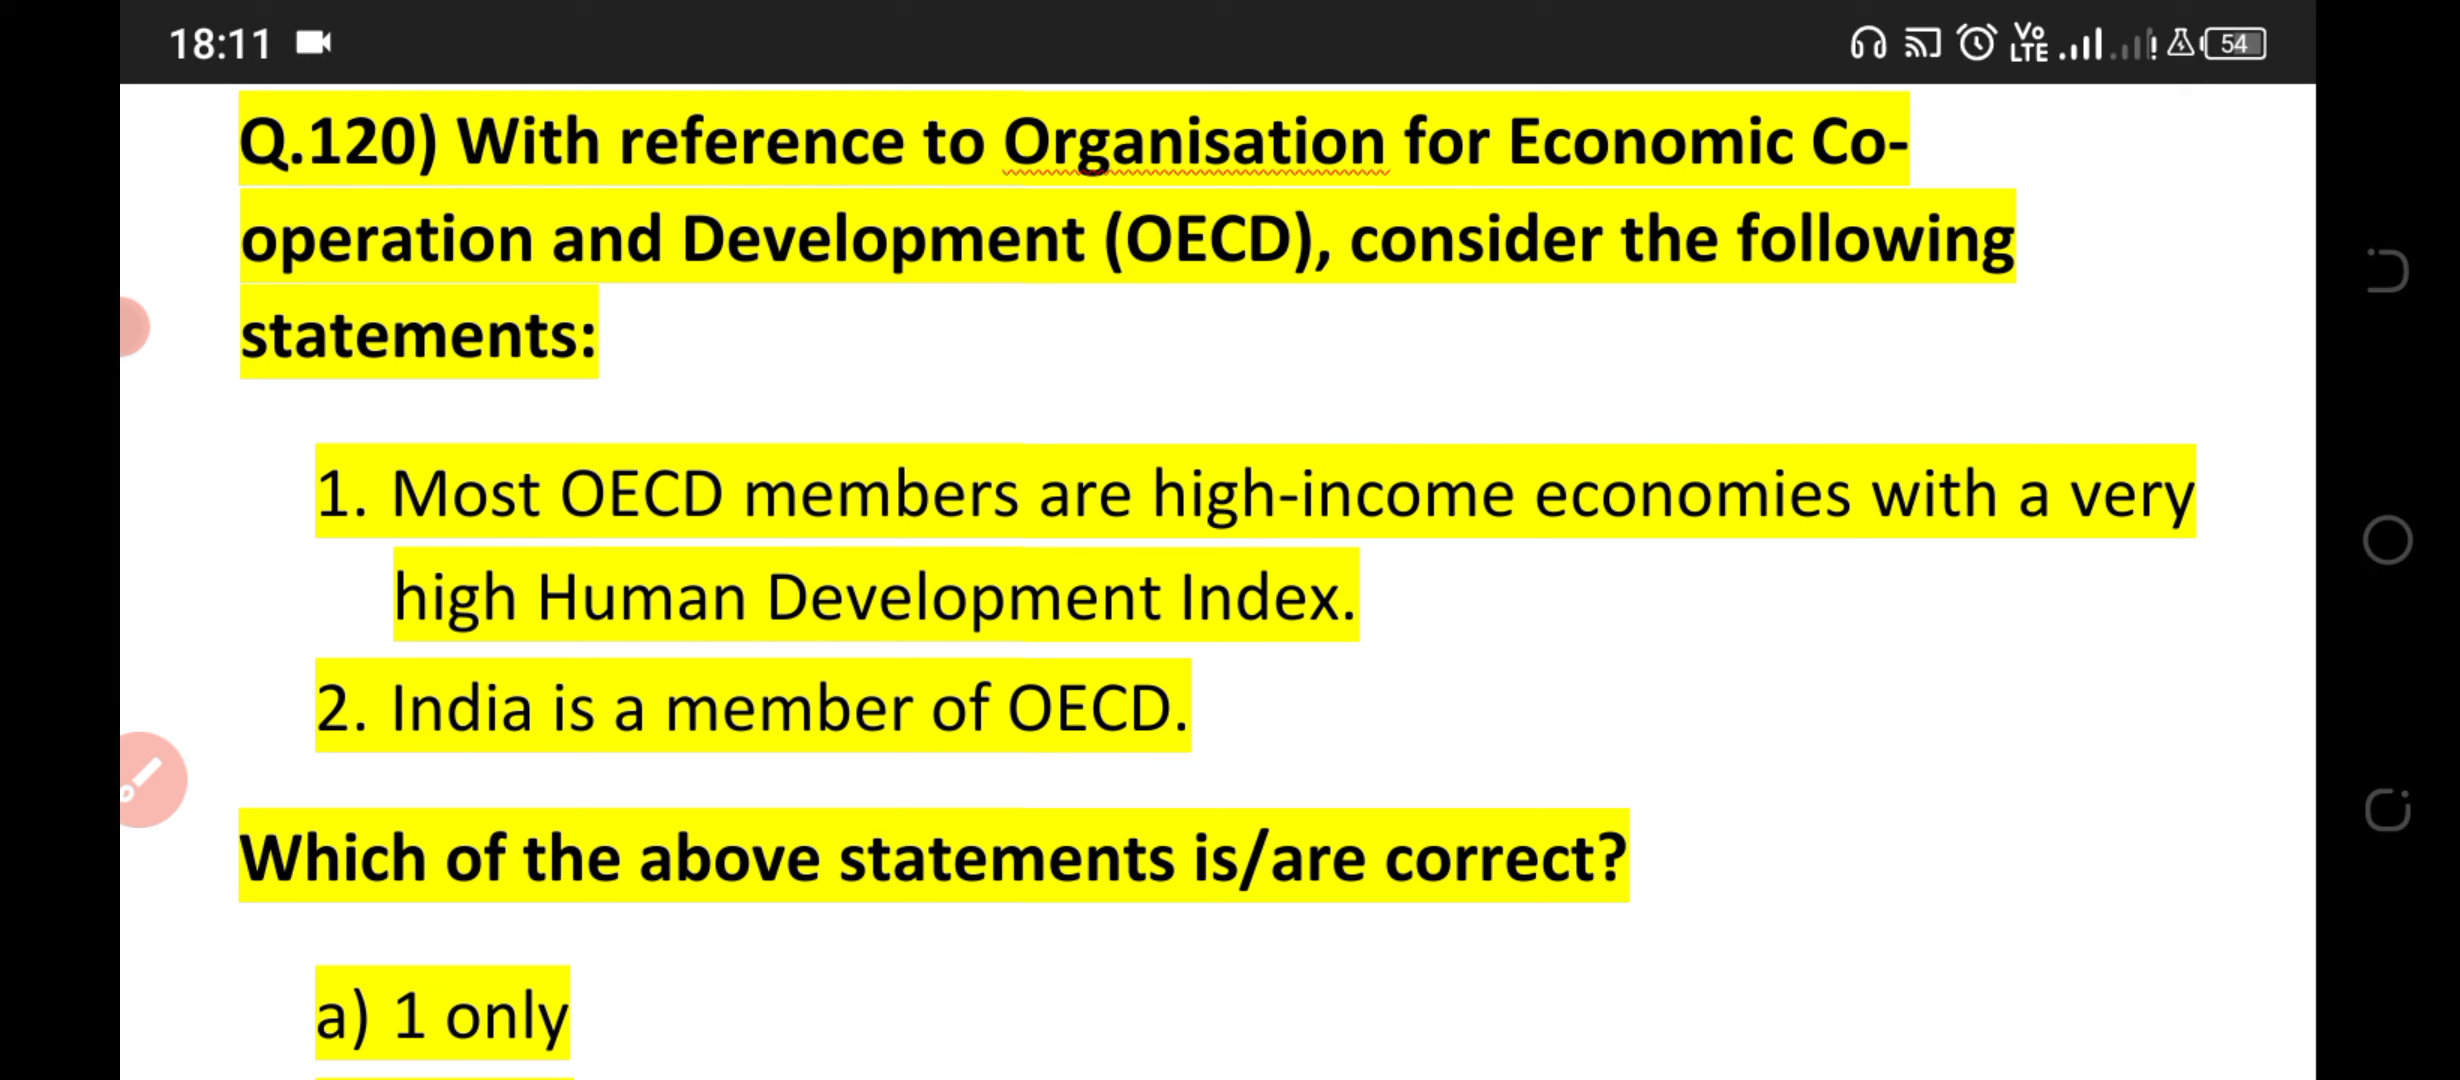 18:11
Vo
LTE
54
Q.120) With reference to Organisation for Economic Co-
operation and Development (OECD), consider the following
statements:
1. Most OECD members are high-income economies with a very
high Human Development Index.
2. India is a member of OECD.
Which of the above statements is/are correct?
a) 1 only